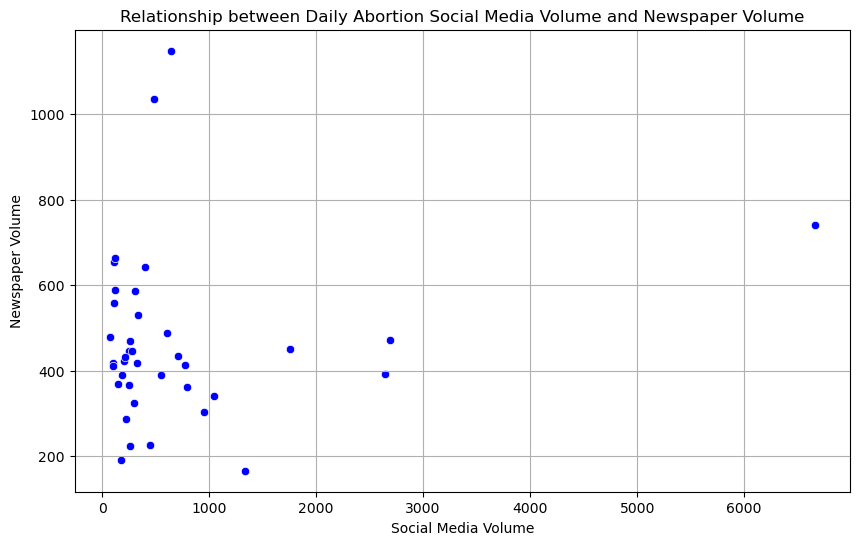 Relationship between Daily Abortion Social Media Volume and Newspaper Volume
Newspaper Volume
1000
800
600
400
200
0 1000 2000 3000 4000 5000 6000
Social Media Volume